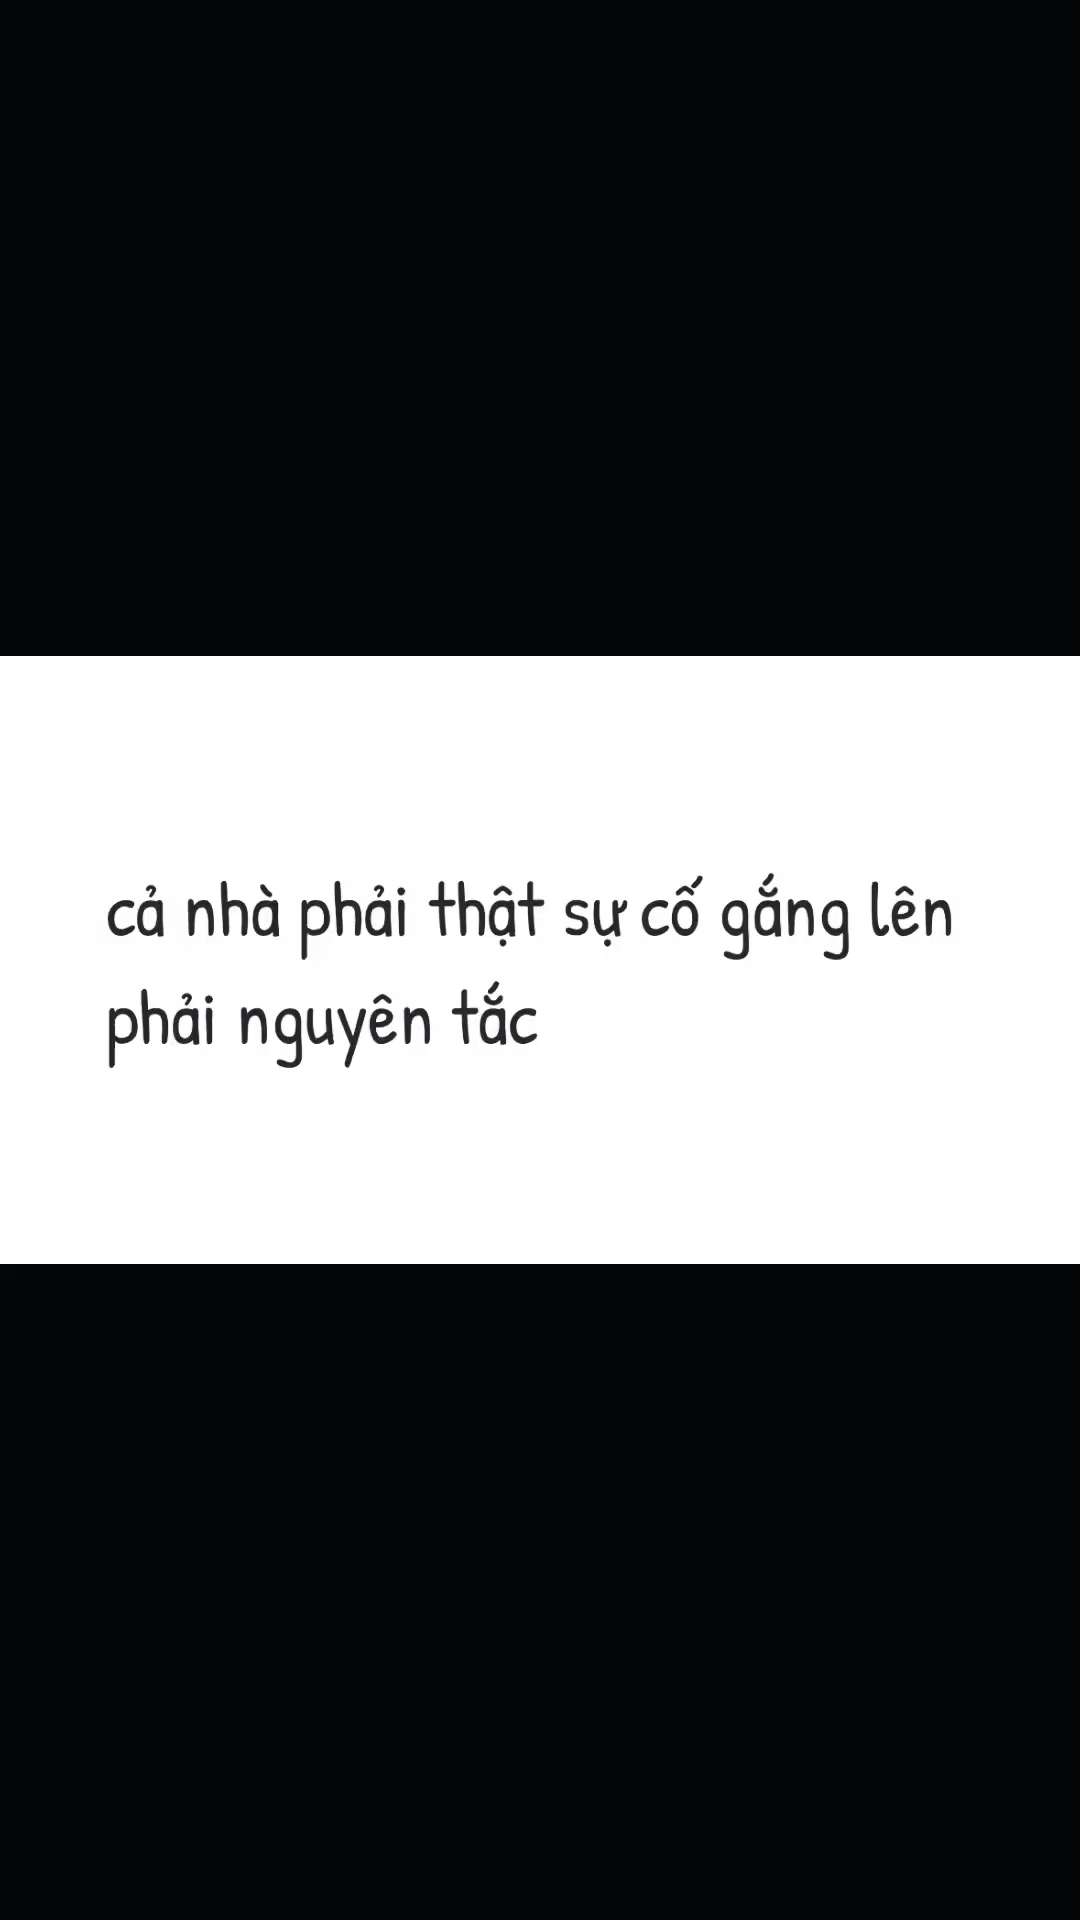 cả nhà phải thật sự cố gắng lên
phải nguyên tắc